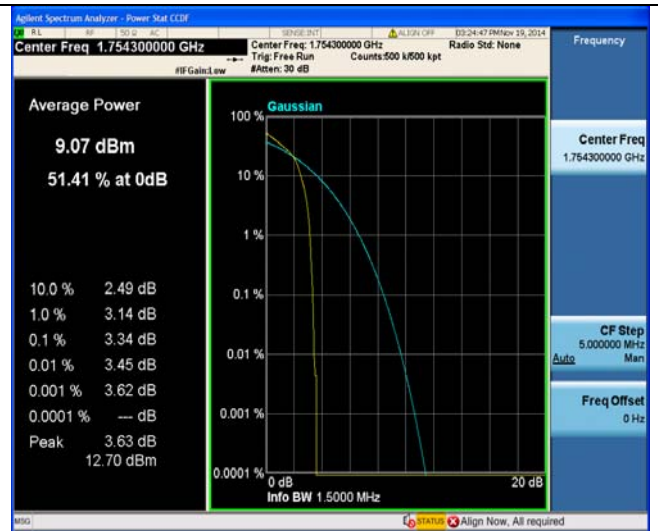 Agilent Spectrum Analyzer - Power Stat CCDF
RL RF 50 Ω AC SENSE:INT ALIGN OFF 03:24:47 PM Nov 19, 2014
Center Freq 1.754300000 GHz
Center Freq: 1.754300000 GHz Radio Std: None
Trig: Free Run Counts:500 k/500 kpt
#IFGain:Low #Atten: 30 dB
Frequency
Average Power
9.07 dBm
51.41 % at 0dB
10.0 % 2.49 dB
1.0 % 3.14 dB
0.1 % 3.34 dB
0.01 % 3.45 dB
0.001 % 3.62 dB
0.0001 % --- dB
Peak 3.63 dB
12.70 dBm
Gaussian
100 %
10 %
1 %
0.1 %
0.01 %
0.001 %
0.0001 %
0 dB 20 dB
Info BW 1.5000 MHz
Center Freq
1.754300000 GHz
CF Step
5.000000 MHz
Auto Man
Freq Offset
0 Hz
MSG STATUS Align Now, All required